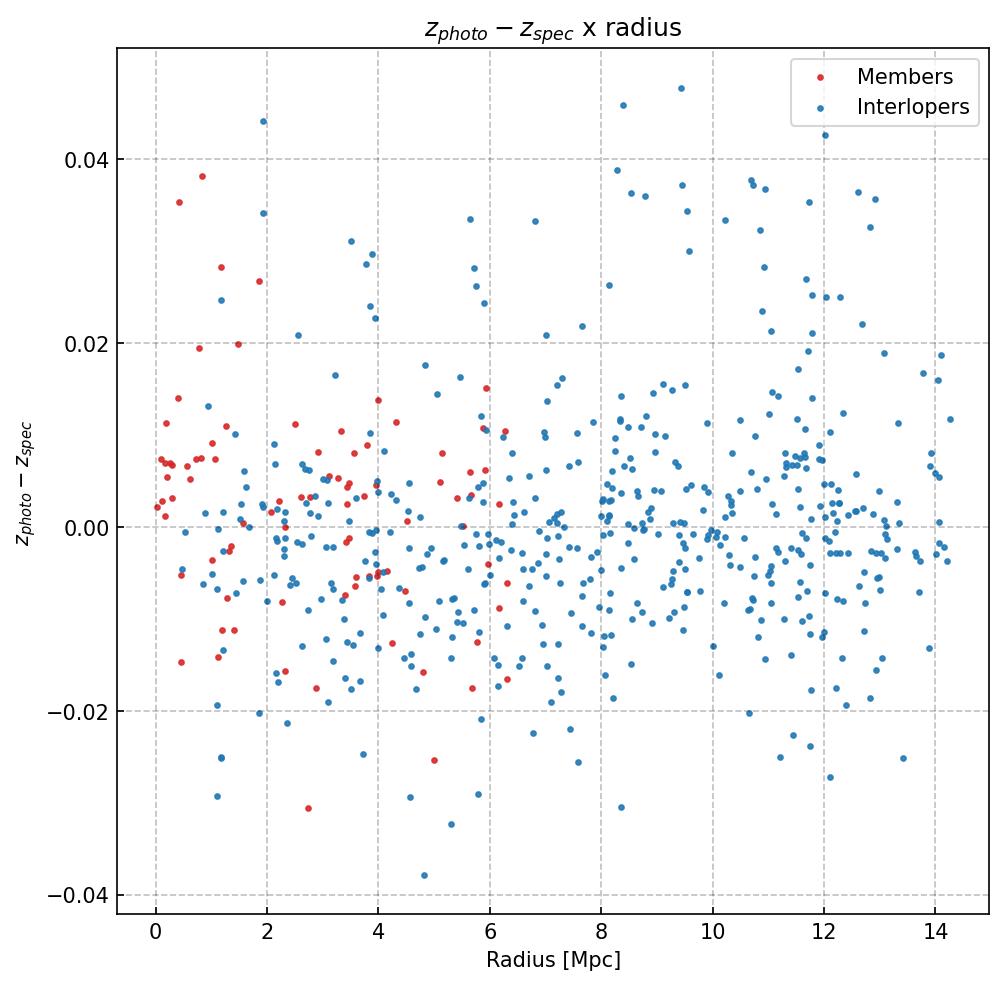 z_photo − z_spec x radius
Members
Interlopers
0.04
0.02
0.00
−0.02
−0.04
z_photo − z_spec
0 2 4 6 8 10 12 14
Radius [Mpc]